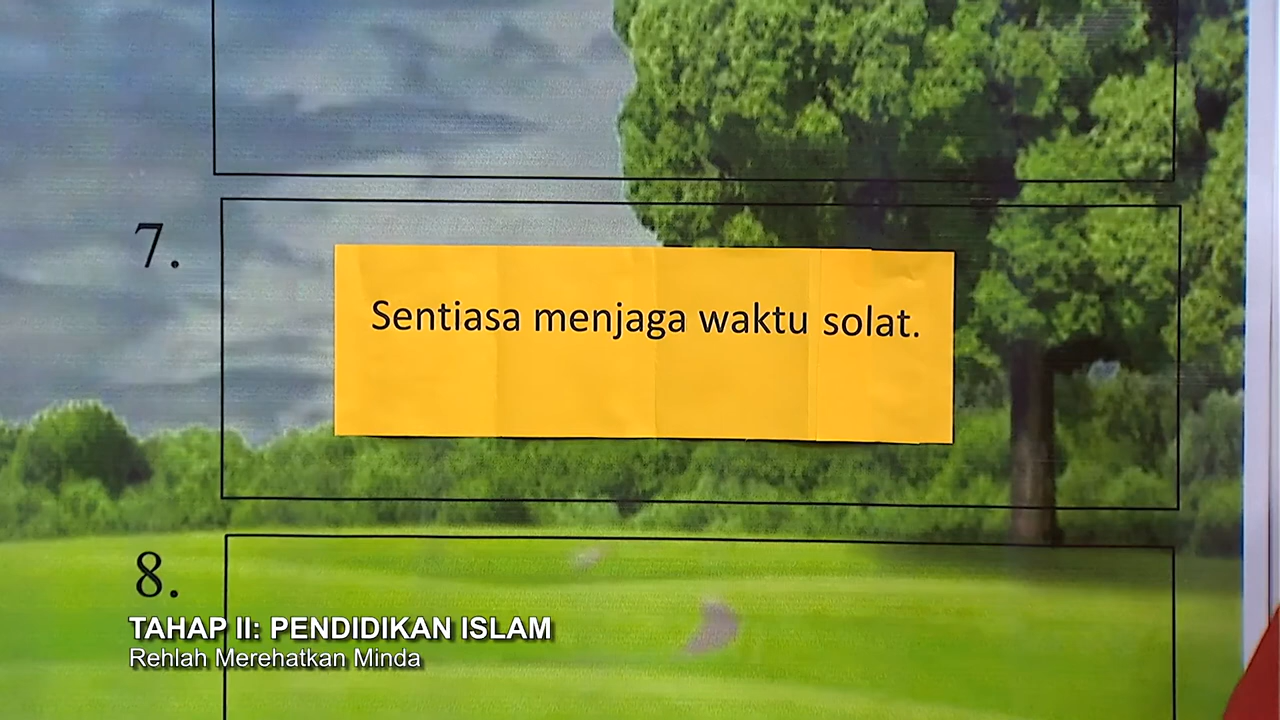 7.
Sentiasa menjaga waktu solat.
8.
TAHAP II: PENDIDIKAN ISLAM
Rehlah Merehatkan Minda